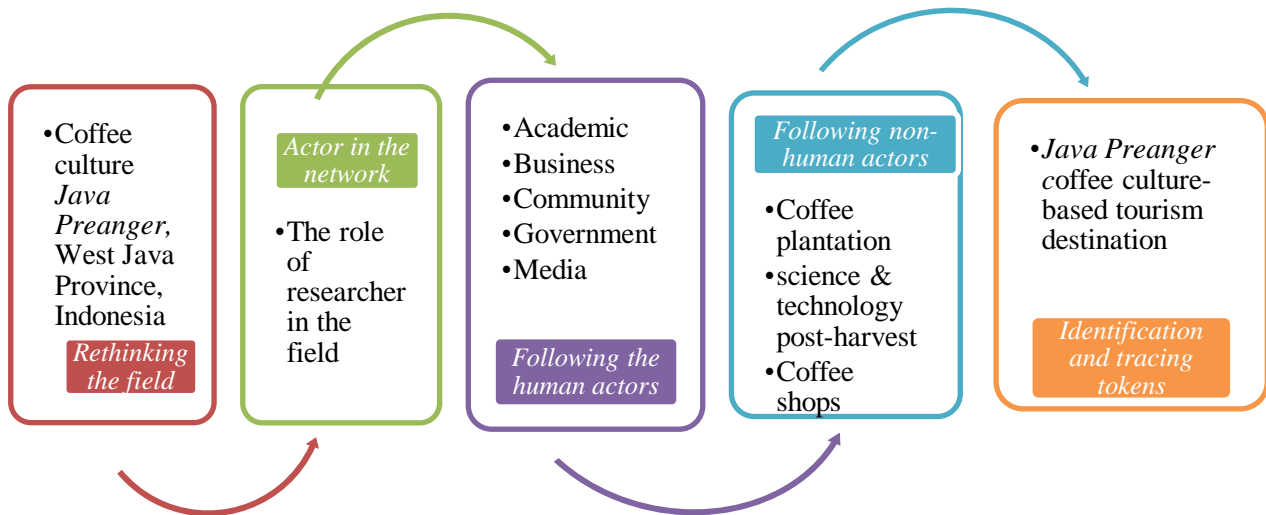 •Coffee
culture
Java
Preanger,
West Java
Province,
Indonesia
Rethinking
the field
Actor in the
network
•The role
of
researcher
in the
field
•Academic
•Business
•Community
•Government
•Media
Following the
human actors
Following non-
human actors
•Coffee
plantation
•science &
technology
post-harvest
•Coffee
shops
•Java Preanger
coffee culture-
based tourism
destination
Identification
and tracing
tokens